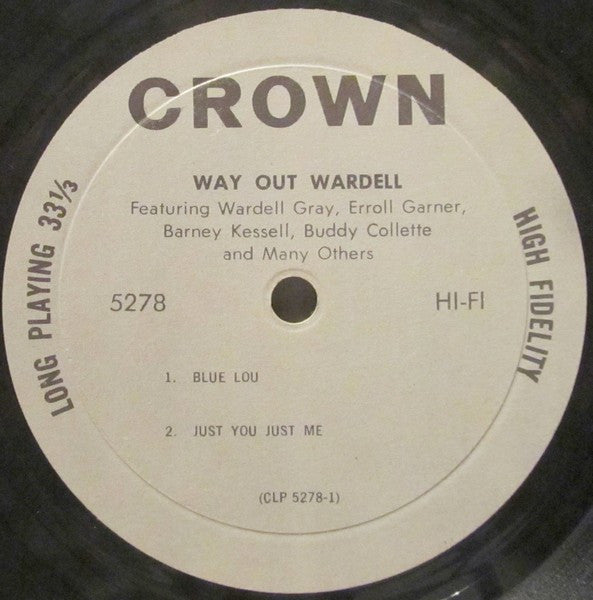 CROWN
WAY OUT WARDELL
Featuring Wardell Gray, Erroll Garner,
Barney Kessell, Buddy Collette
and Many Others
LONG PLAYING 33⅓
5278
HI-FI
HIGH FIDELITY
1. BLUE LOU
2. JUST YOU JUST ME
(CLP 5278-1)